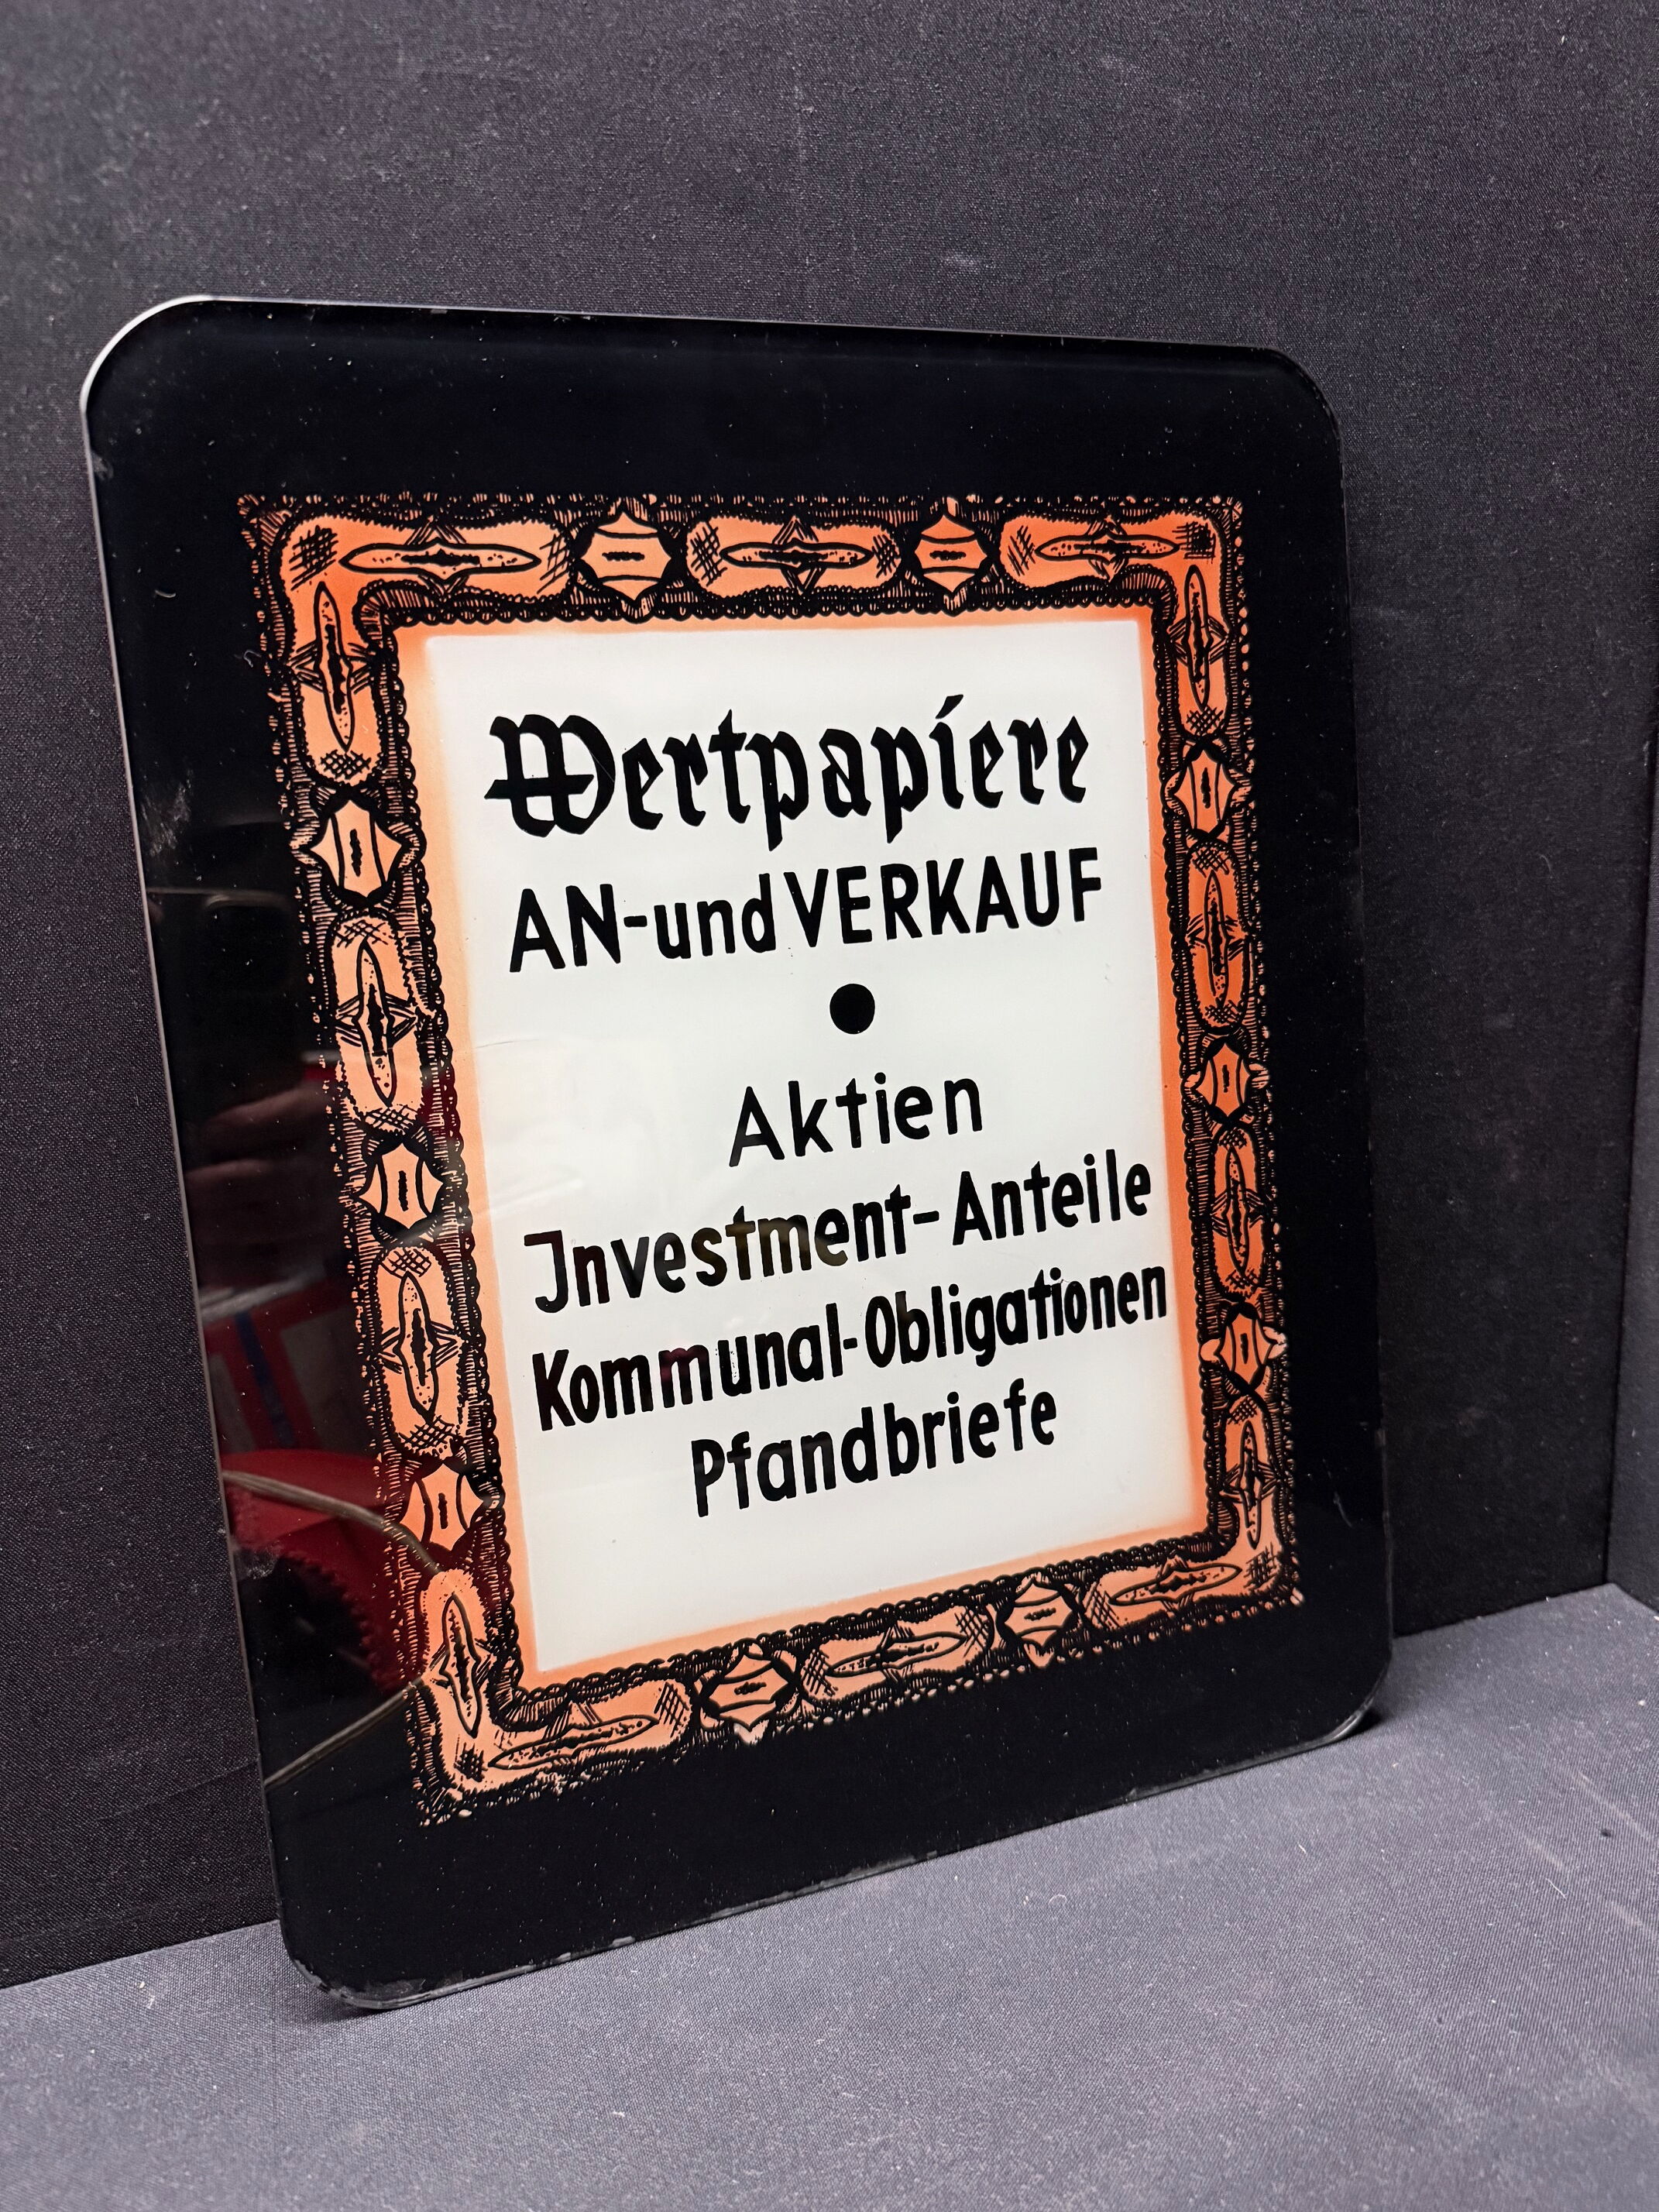 Wertpapiere
AN-und VERKAUF
Aktien
Jnvestment-Anteile
Kommunal-Obligationen
Pfandbriefe